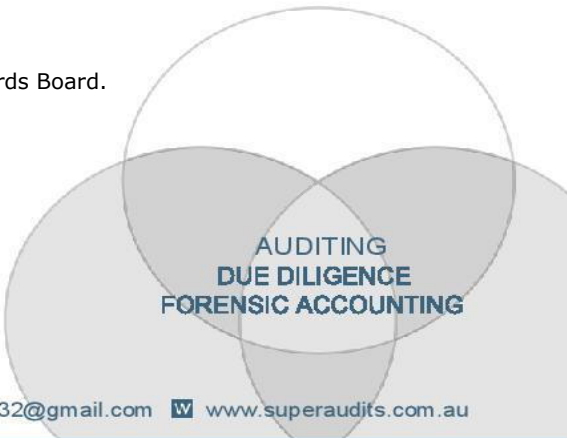 rds Board.
AUDITING
DUE DILIGENCE
FORENSIC ACCOUNTING
32@gmail.com W www.superaudits.com.au